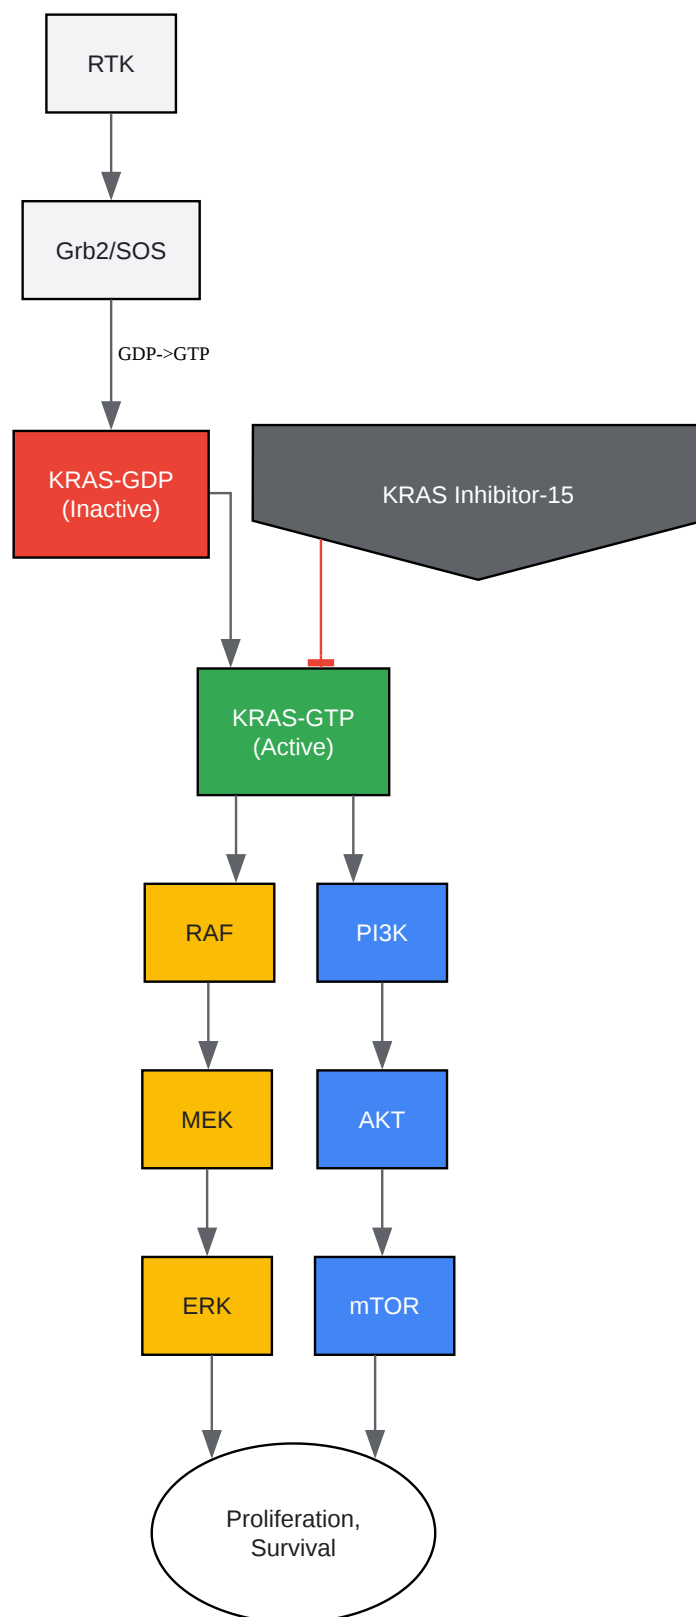 RTK
Grb2/SOS
GDP->GTP
KRAS-GDP
(Inactive)
KRAS Inhibitor-15
KRAS-GTP
(Active)
RAF
PI3K
MEK
AKT
ERK
mTOR
Proliferation,
Survival